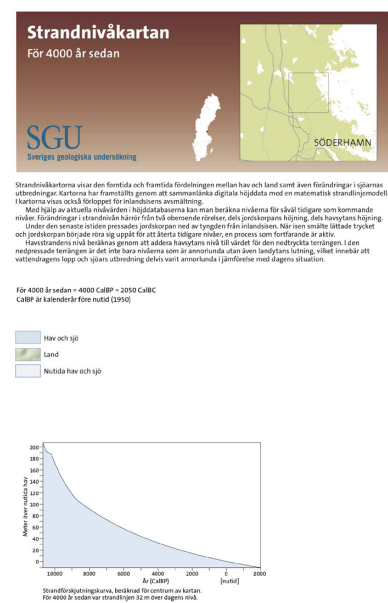 Strandnivåkartan
För 4000 år sedan
SGU
Sveriges geologiska undersökning
SÖDERHAMN
Strandnivåkartorna visar den forntida och framtida fördelningen mellan hav och land samt även förändringar i sjöarnas
utbredningar. Kartorna har framställts genom att sammanlänka digitala höjddata med en matematisk strandlinjemodell.
I kartorna visas också förloppet för inlandsisens avsmältning.
Med hjälp av aktuella nivåvärden i höjddatabaserna kan man beräkna nivåerna för såväl tidigare som kommande
nivåer. Förändringar i strandnivån härrör från två oberoende rörelser, dels jordskorpans höjning, dels havsytans höjning.
Under den senaste istiden pressades jordskorpan ned av tyngden från inlandsisen. När isen smälte lättade trycket
och jordskorpan började röra sig uppåt för att återta tidigare nivåer, en process som fortfarande är aktiv.
Havsstrandens nivå beräknas genom att addera havsytans nivå till värdet för den nedtryckta terrängen. I den
nedpressade terrängen är det inte bara nivåerna som är annorlunda utan även landytans lutning, vilket innebär att
vattendragens lopp och sjöars utbredning delvis varit annorlunda i jämförelse med dagens situation.
För 4000 år sedan = 4000 CalBP = 2050 CalBC
CalBP är kalenderår före nutid (1950)
Hav och sjö
Land
Nutida hav och sjö
Meter över nutida hav
200
180
160
140
120
100
80
60
40
20
0
10000 8000 6000 4000 2000 0 2000
År (CalBP) [nutid]
Strandförskjutningskurva, beräknad för centrum av kartan.
För 4000 år sedan var strandlinjen 32 m över dagens nivå.